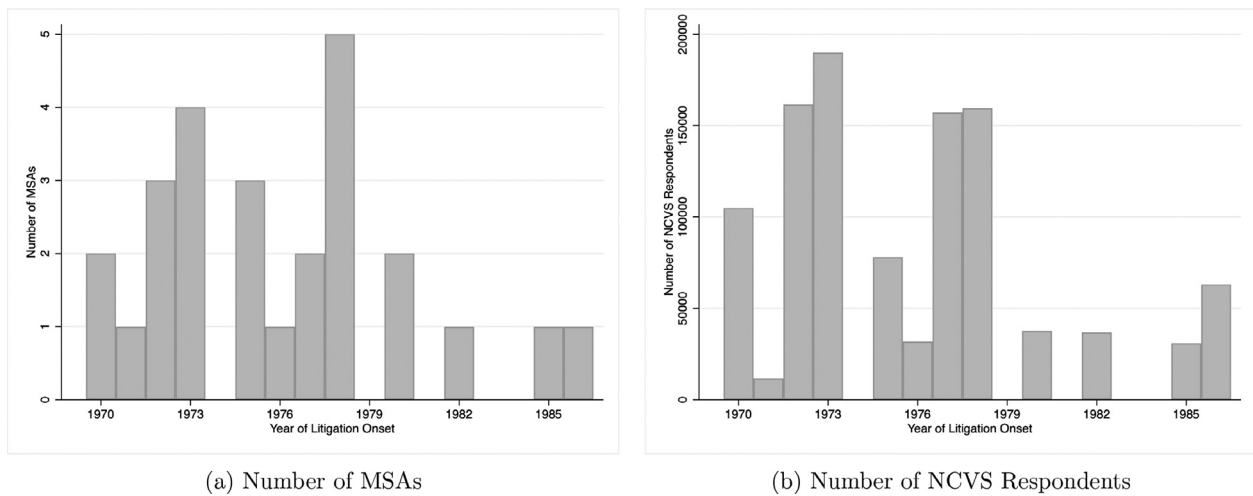 5
4
3
2
1
0
Number of MSAs
1970 1973 1976 1979 1982 1985
Year of Litigation Onset
(a) Number of MSAs
200000
150000
100000
50000
0
Number of NCVS Respondents
1970 1973 1976 1979 1982 1985
Year of Litigation Onset
(b) Number of NCVS Respondents